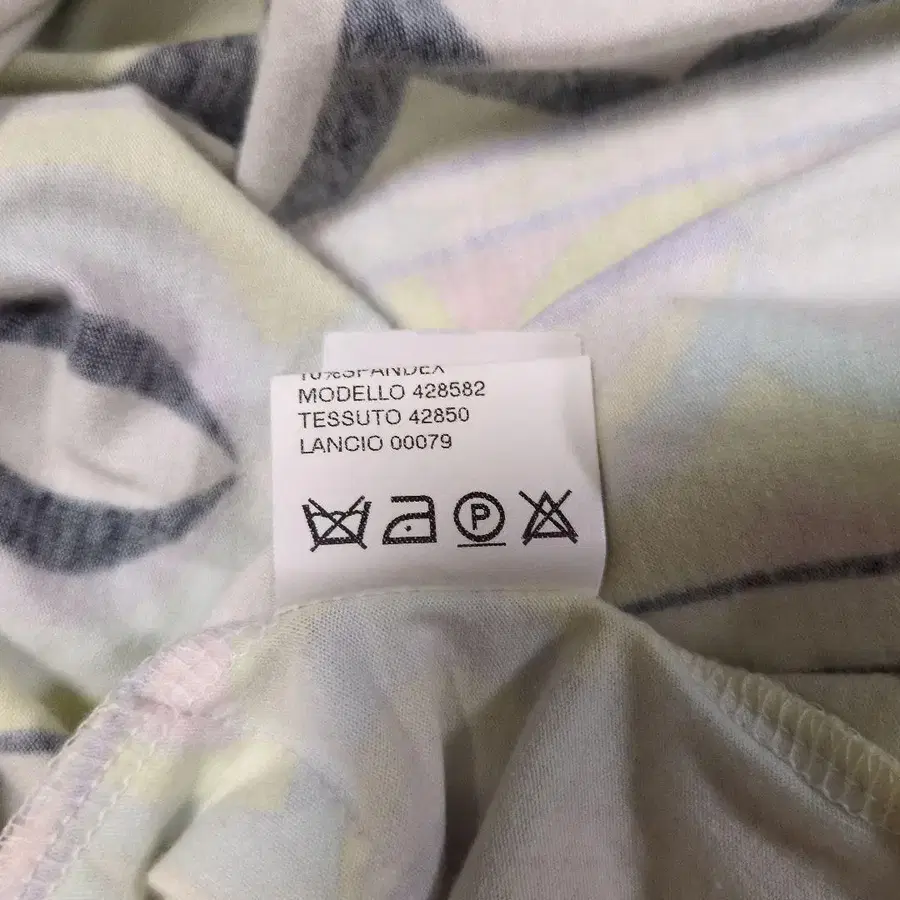 10%SPANDEX
MODELLO 428582
TESSUTO 42850
LANCIO 00079
P